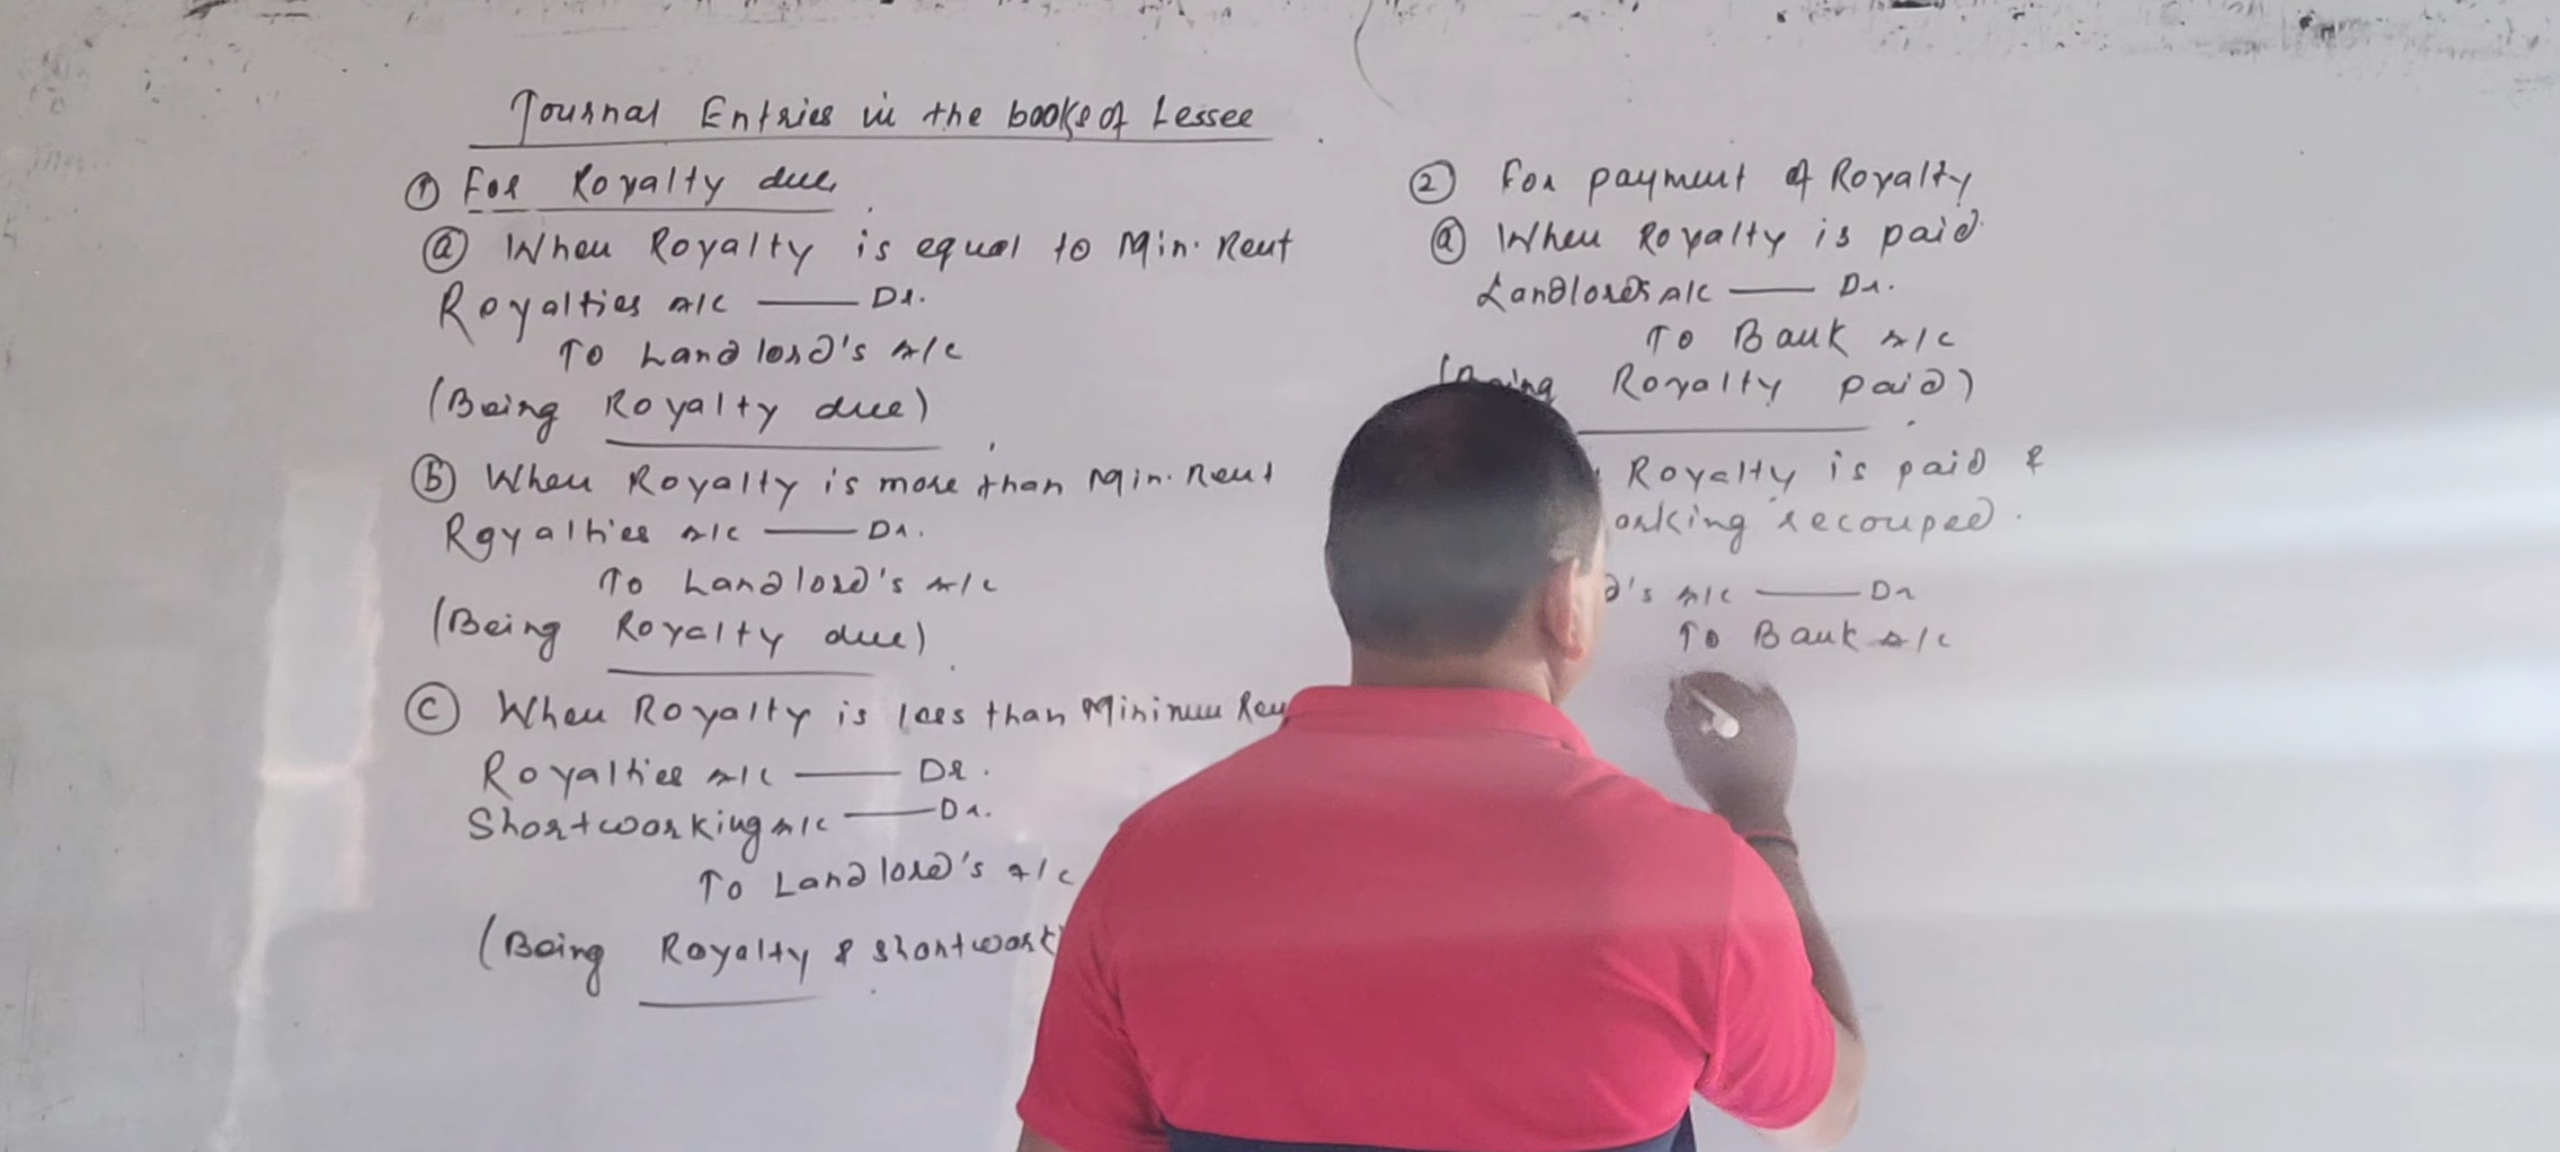 Journal Entries in the books of Lessee
① For Royalty due
ⓐ When Royalty is equal to Min. Rent
Royalties A/C —— Dr.
To Landlord's A/C
(Being Royalty due)
ⓑ When Royalty is more than Min. Rent
Royalties A/C —— Dr.
To Landlord's A/C
(Being Royalty due)
ⓒ When Royalty is less than Minimum
Royalties A/C —— Dr.
Shortworking A/C —— Dr.
To Landlord's A/C
(Being Royalty & shortwork
② For payment of Royalty
ⓐ When Royalty is paid
Landlord's A/C —— Dr.
To Bank A/C
Royalty paid)
Royalty is paid &
orking recouped.
d's A/C —— Dr
To Bank A/C